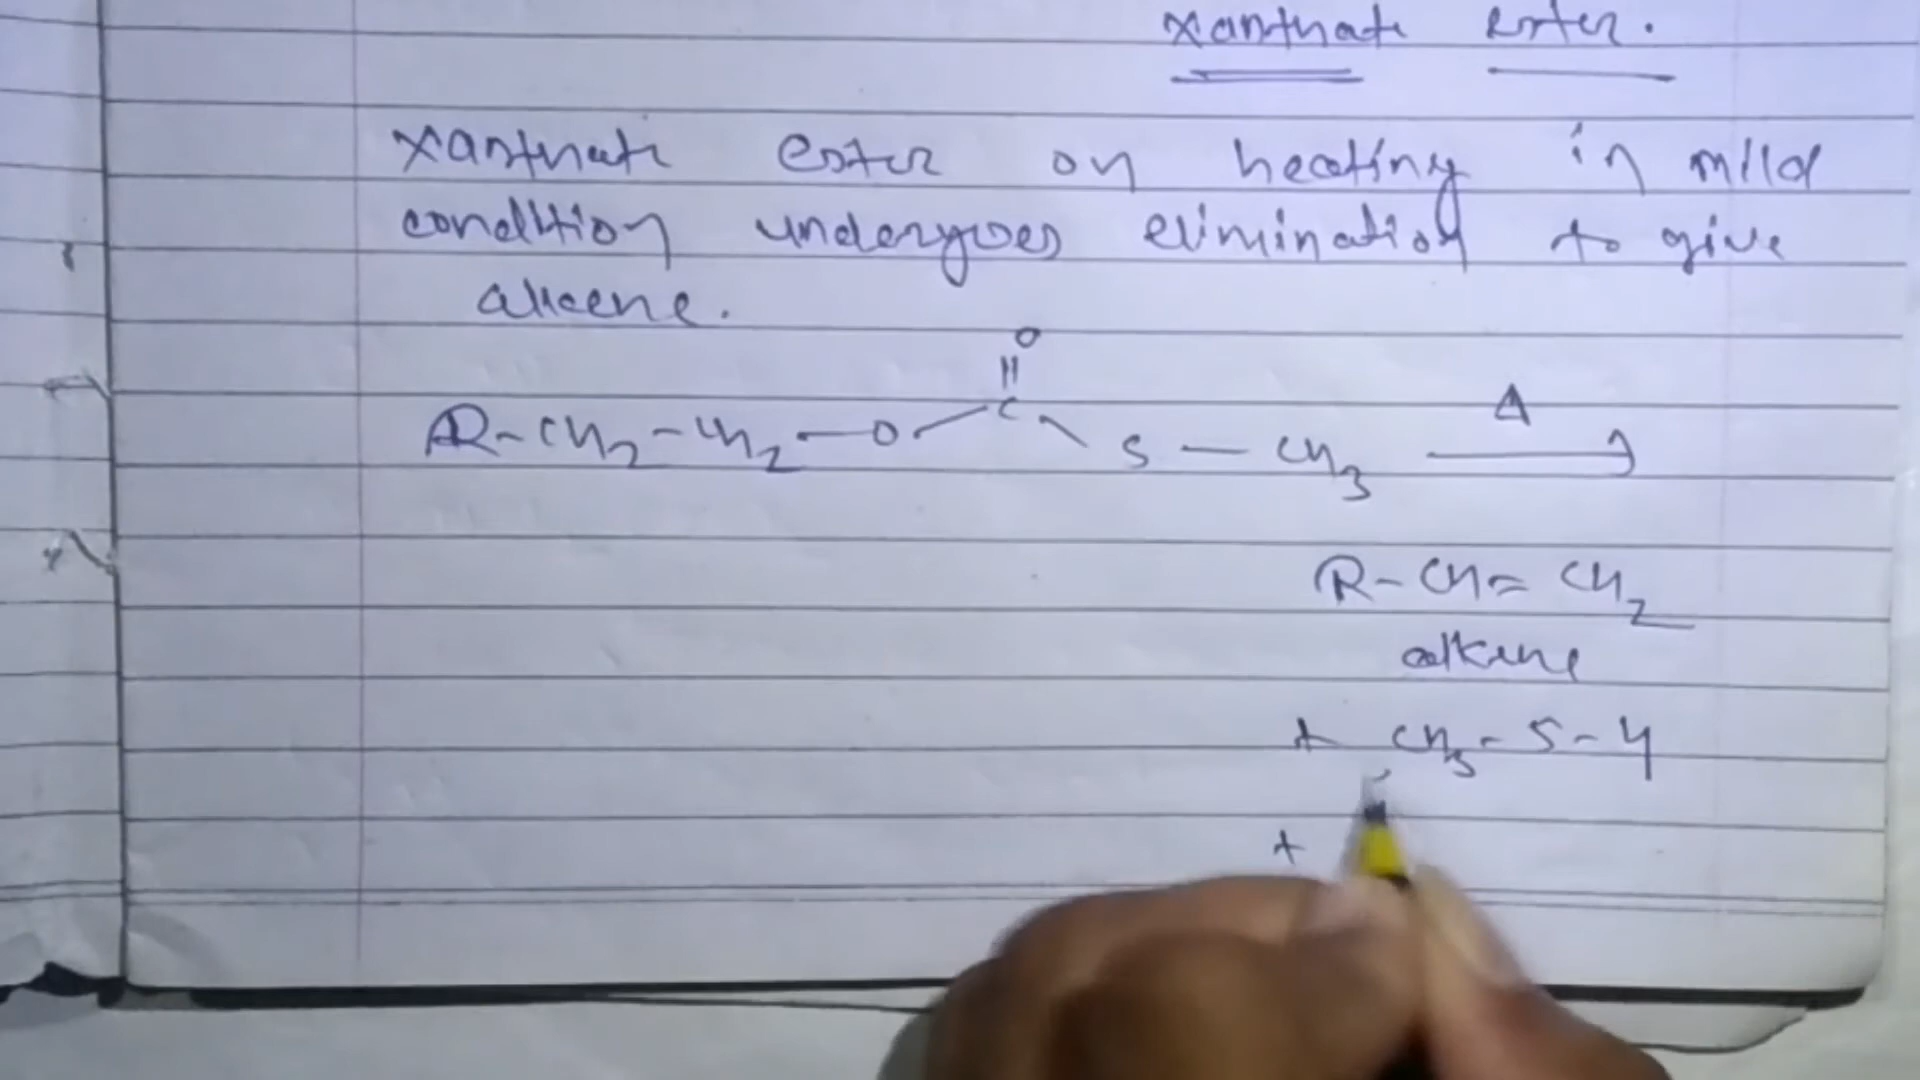 xanthate ester.
xanthate ester on heating in mild
condition undergoes elimination to give
alkene.
O
||
R-CH2-CH2-O C S-CH3 Δ →
R-CH=CH2
alkene
+ CH3-S-H
+